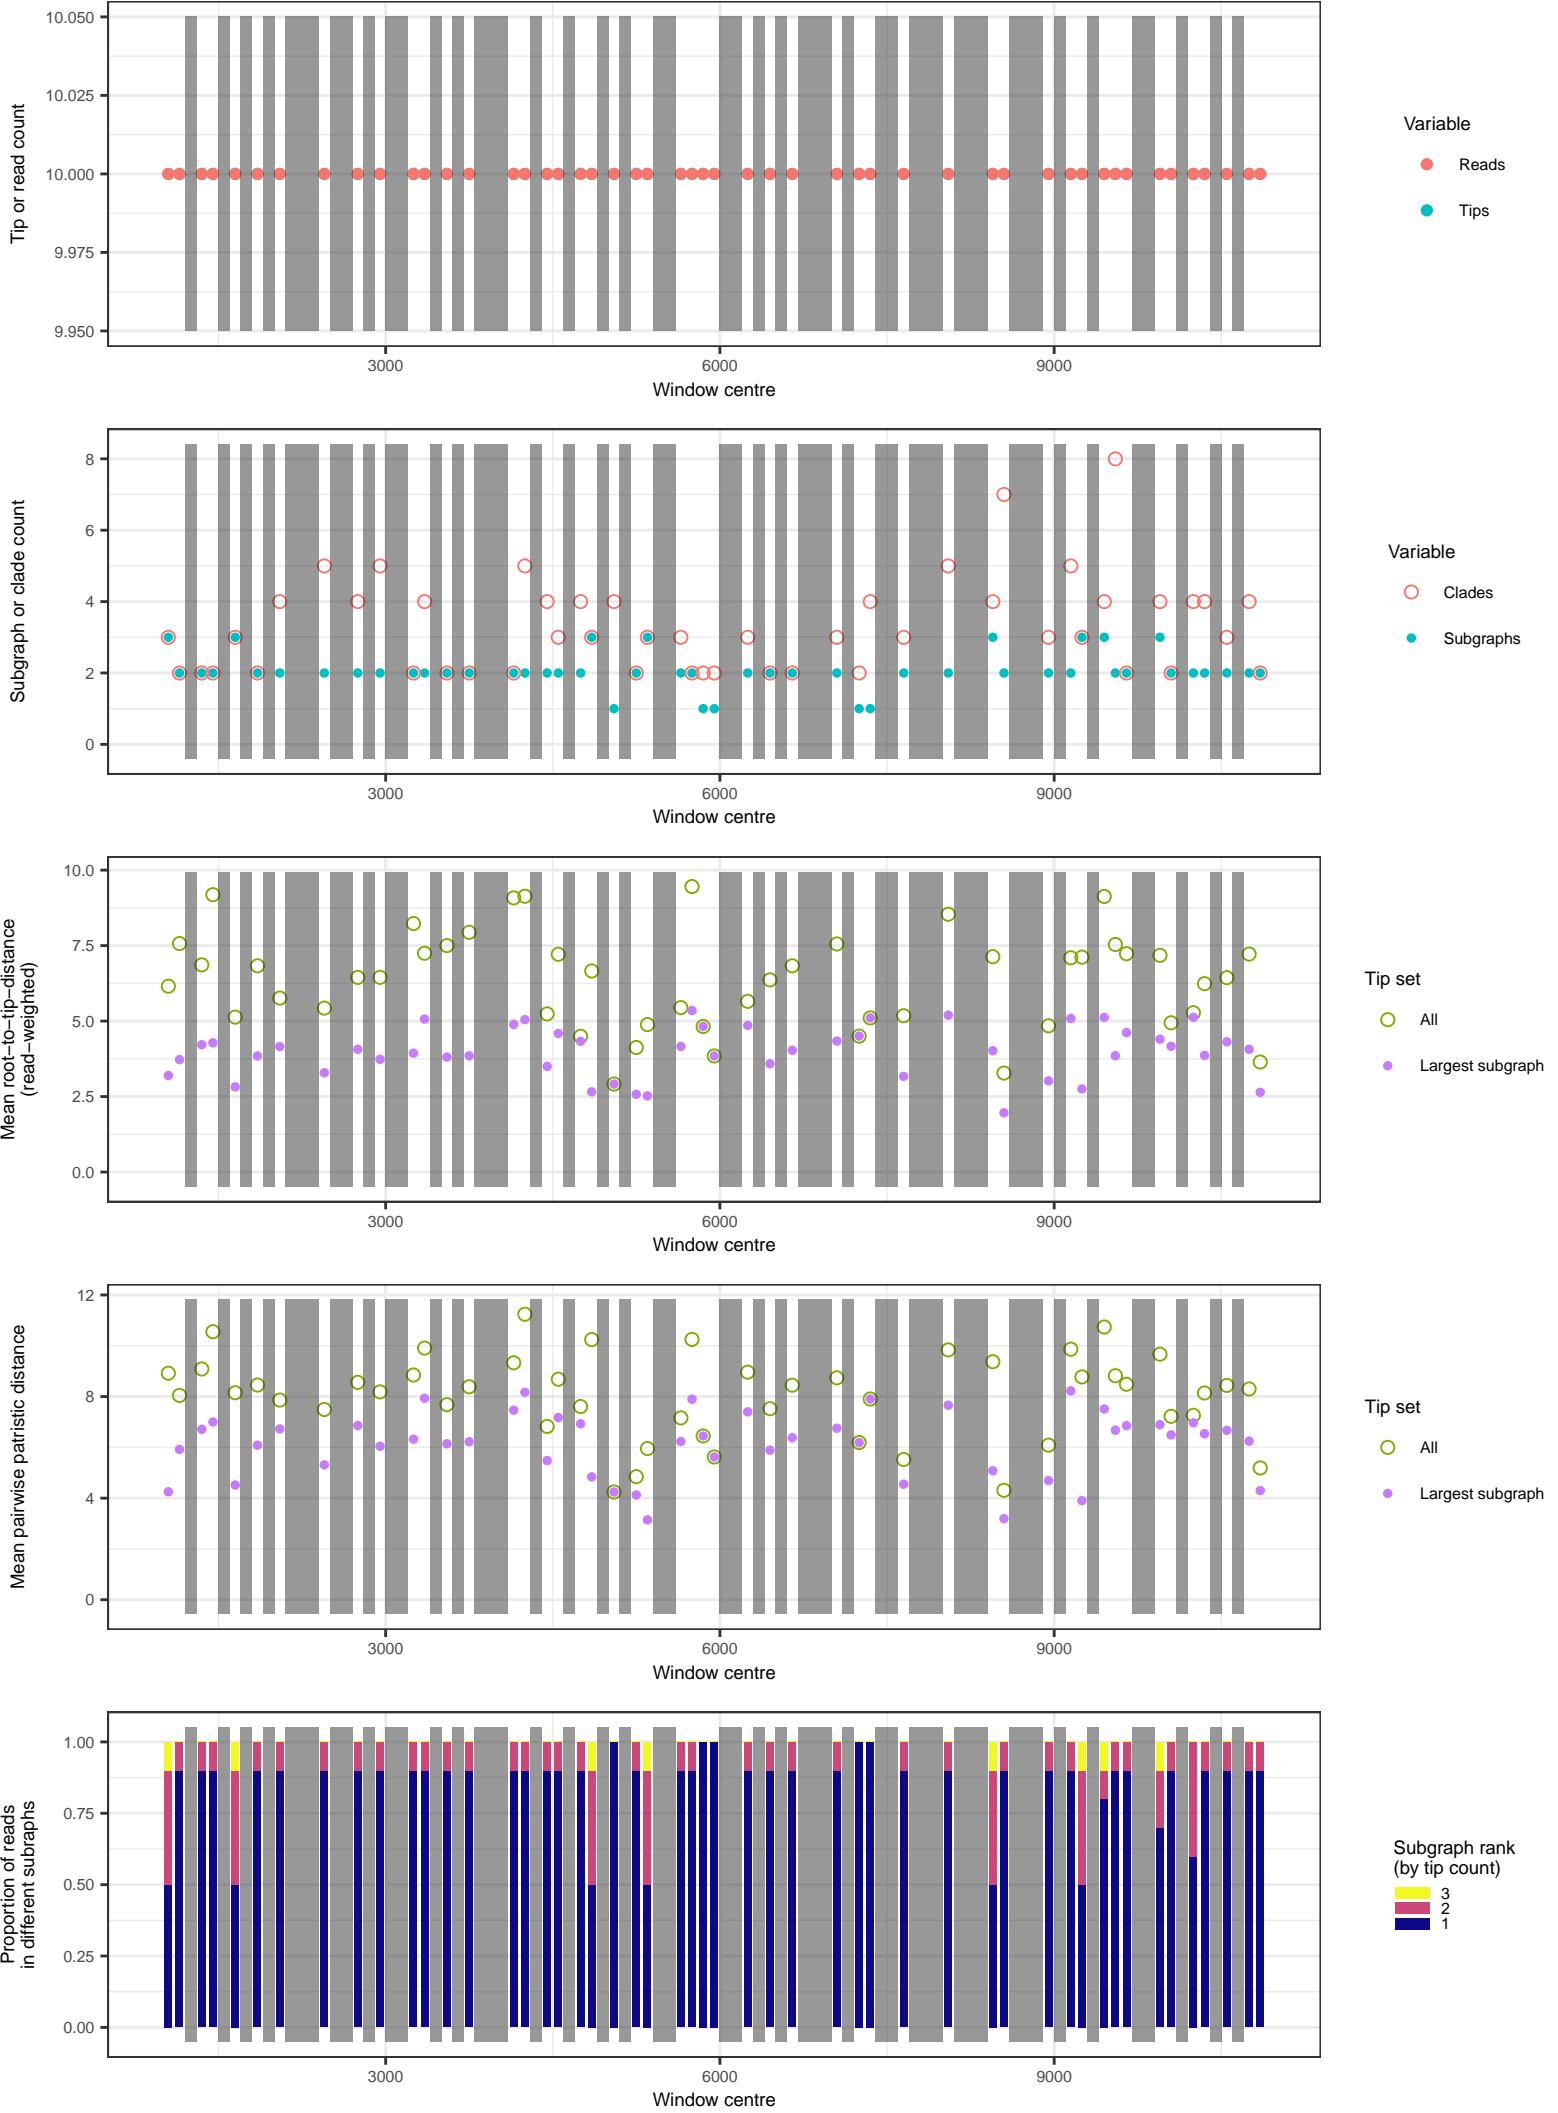 10.050
10.025
10.000
9.975
9.950
Tip or read count
3000
6000
9000
Window centre
Variable
Reads
Tips
8
6
4
2
0
Subgraph or clade count
3000
6000
9000
Window centre
Variable
Clades
Subgraphs
10.0
7.5
5.0
2.5
0.0
Mean root−to−tip−distance
(read−weighted)
3000
6000
9000
Window centre
Tip set
All
Largest subgraph
12
8
4
0
Mean pairwise patristic distance
3000
6000
9000
Window centre
Tip set
All
Largest subgraph
1.00
0.75
0.50
0.25
0.00
Proportion of reads
in different subraphs
3000
6000
9000
Window centre
Subgraph rank
(by tip count)
3
2
1